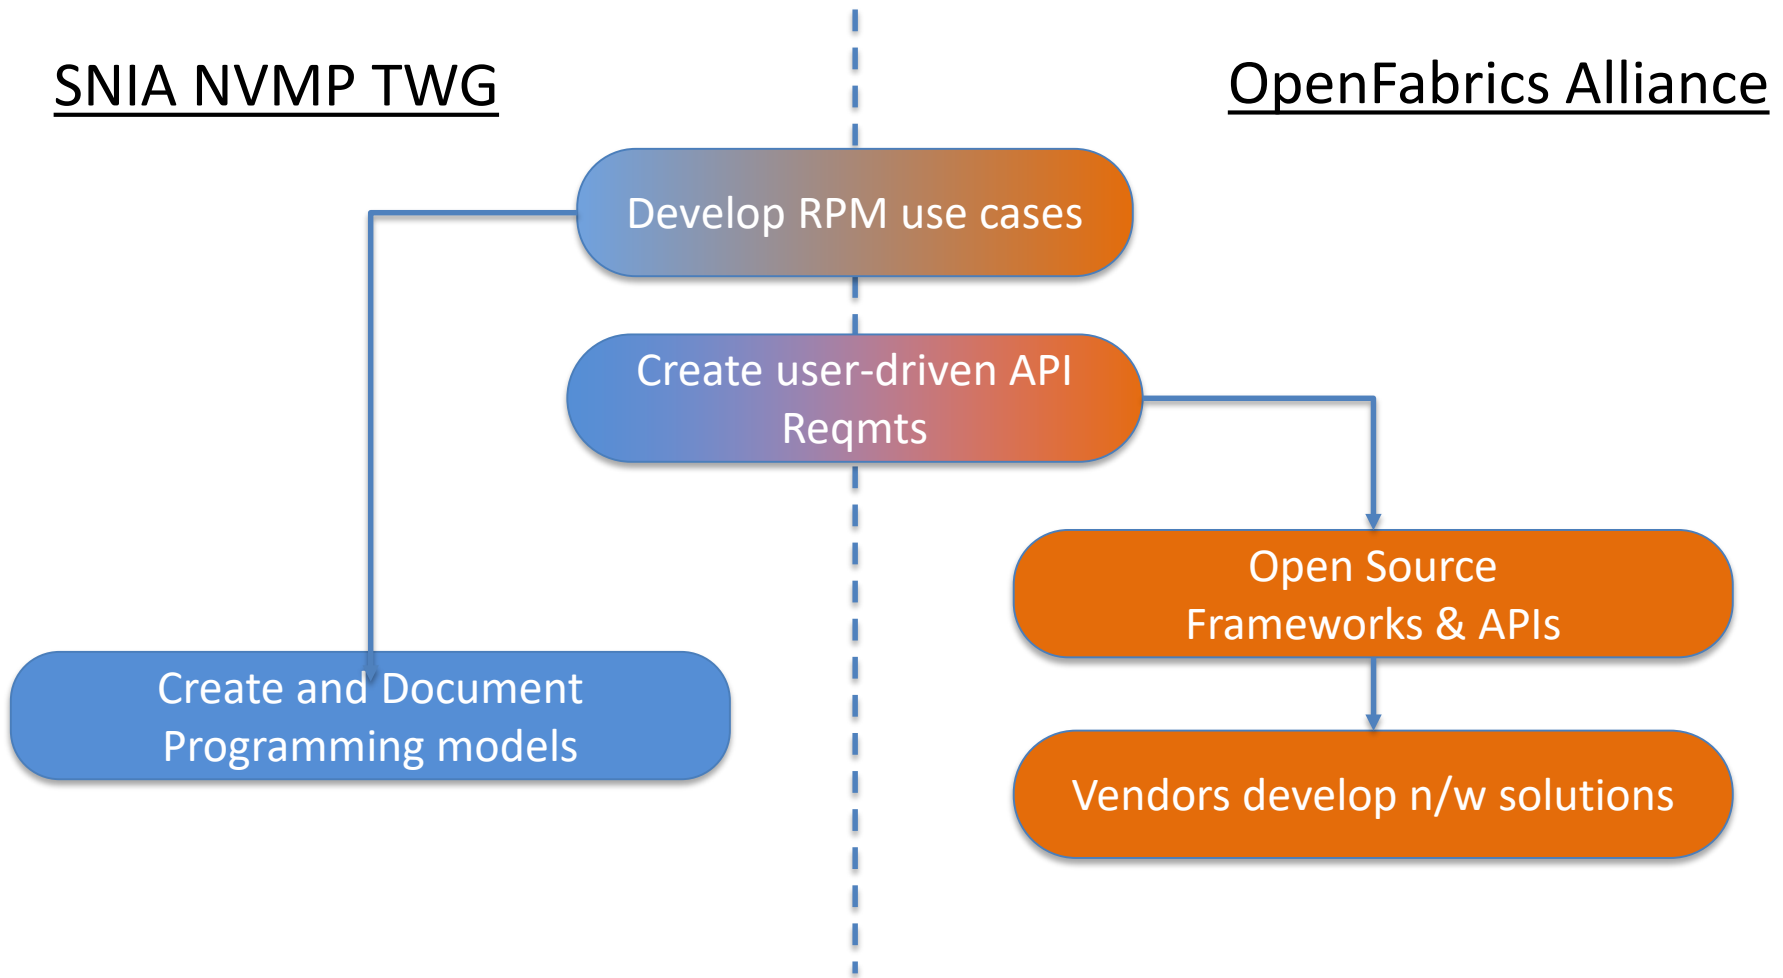 SNIA NVMP TWG
OpenFabrics Alliance
Develop RPM use cases
Create user-driven API
Reqmts
Open Source
Frameworks & APIs
Create and Document
Programming models
Vendors develop n/w solutions